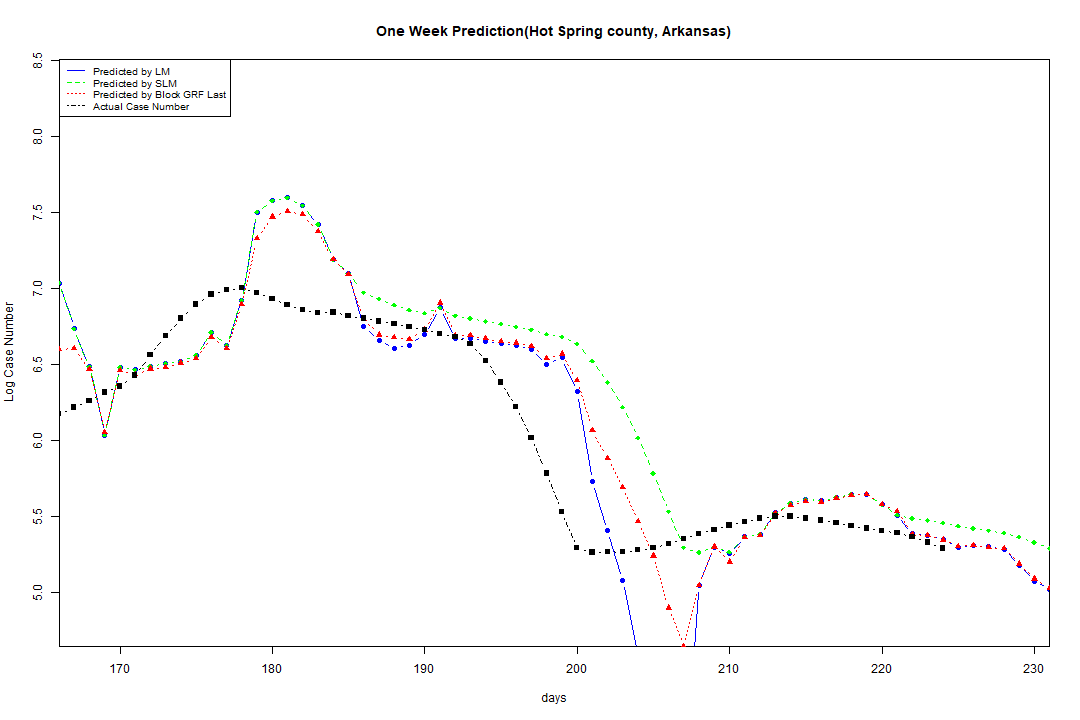 One Week Prediction(Hot Spring county, Arkansas)
Predicted by LM
Predicted by SLM
Predicted by Block GRF Last
Actual Case Number
8.5
8.0
7.5
7.0
6.5
6.0
5.5
5.0
Log Case Number
170 180 190 200 210 220 230
days